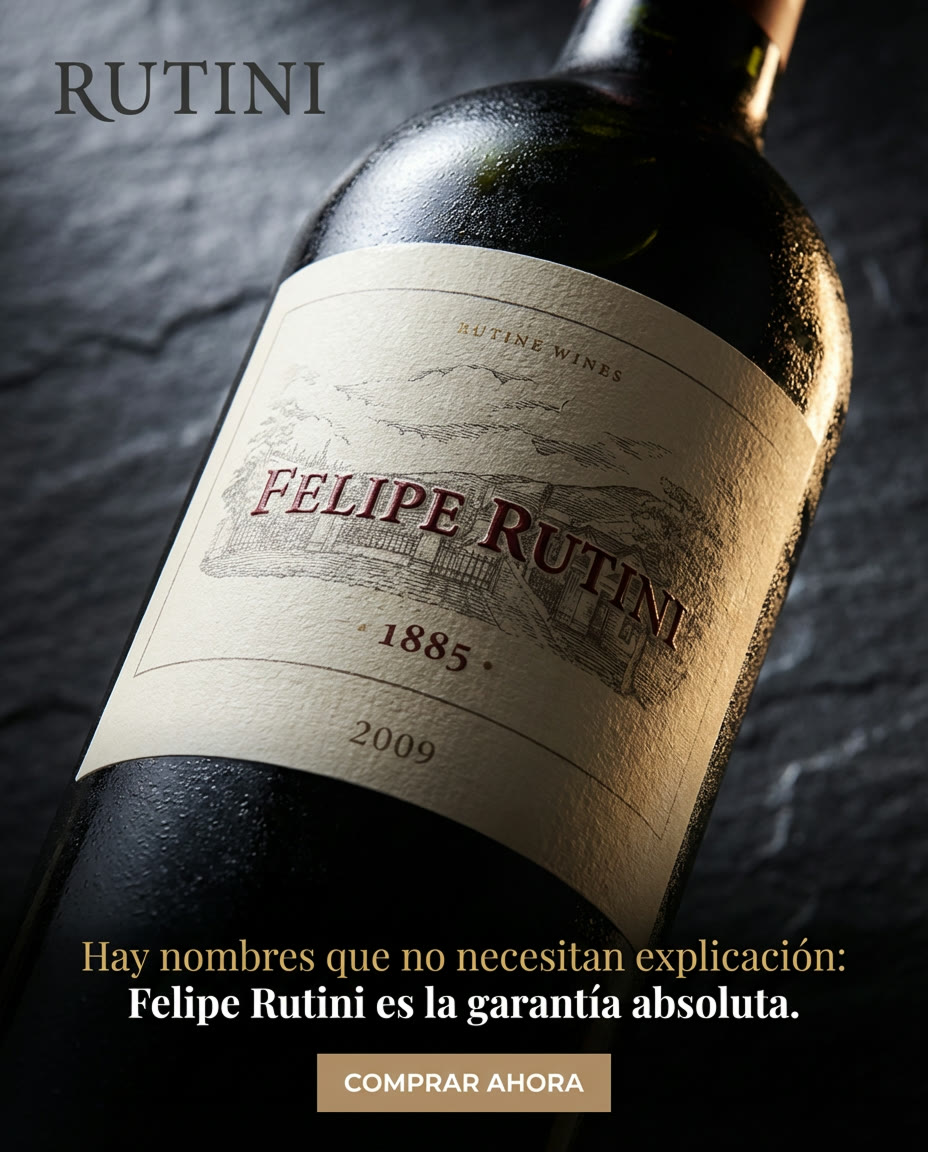 RUTINI
RUTINE WINES
FELIPE RUTINI
1885 •
2009
Hay nombres que no necesitan explicación:
Felipe Rutini es la garantía absoluta.
COMPRAR AHORA